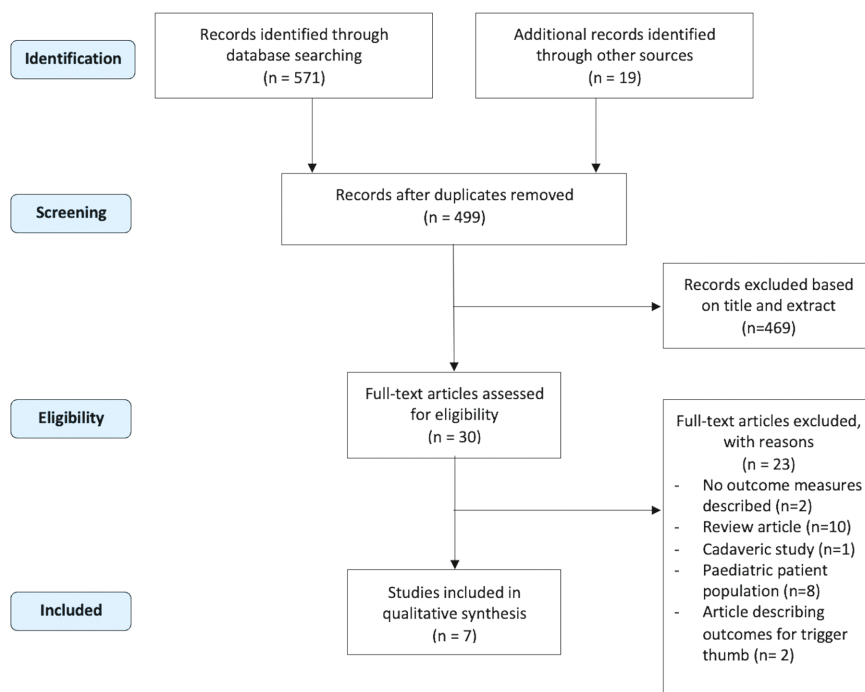 Identification
Records identified through
database searching
(n = 571)
Additional records identified
through other sources
(n = 19)
Screening
Records after duplicates removed
(n = 499)
Records excluded based
on title and extract
(n=469)
Eligibility
Full-text articles assessed
for eligibility
(n = 30)
Full-text articles excluded,
with reasons
(n = 23)
- No outcome measures
described (n=2)
- Review article (n=10)
- Cadaveric study (n=1)
- Paediatric patient
population (n=8)
- Article describing
outcomes for trigger
thumb (n= 2)
Included
Studies included in
qualitative synthesis
(n = 7)